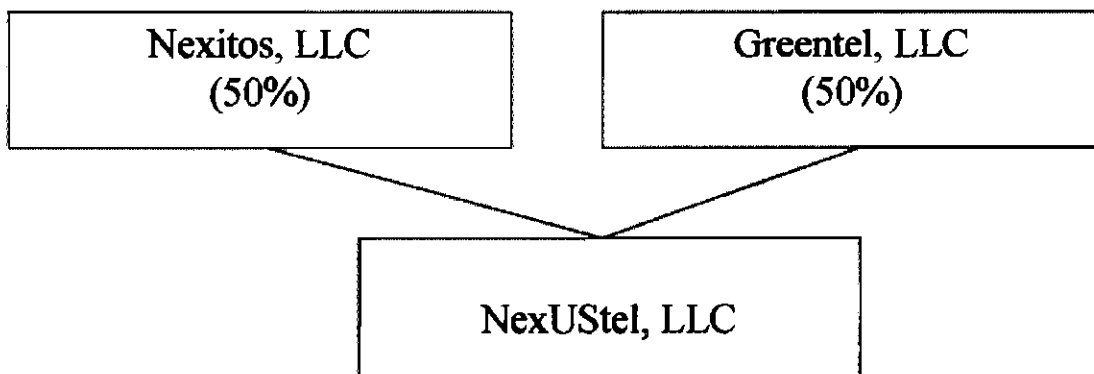 Nexitos, LLC
(50%)
Greentel, LLC
(50%)
NexUStel, LLC